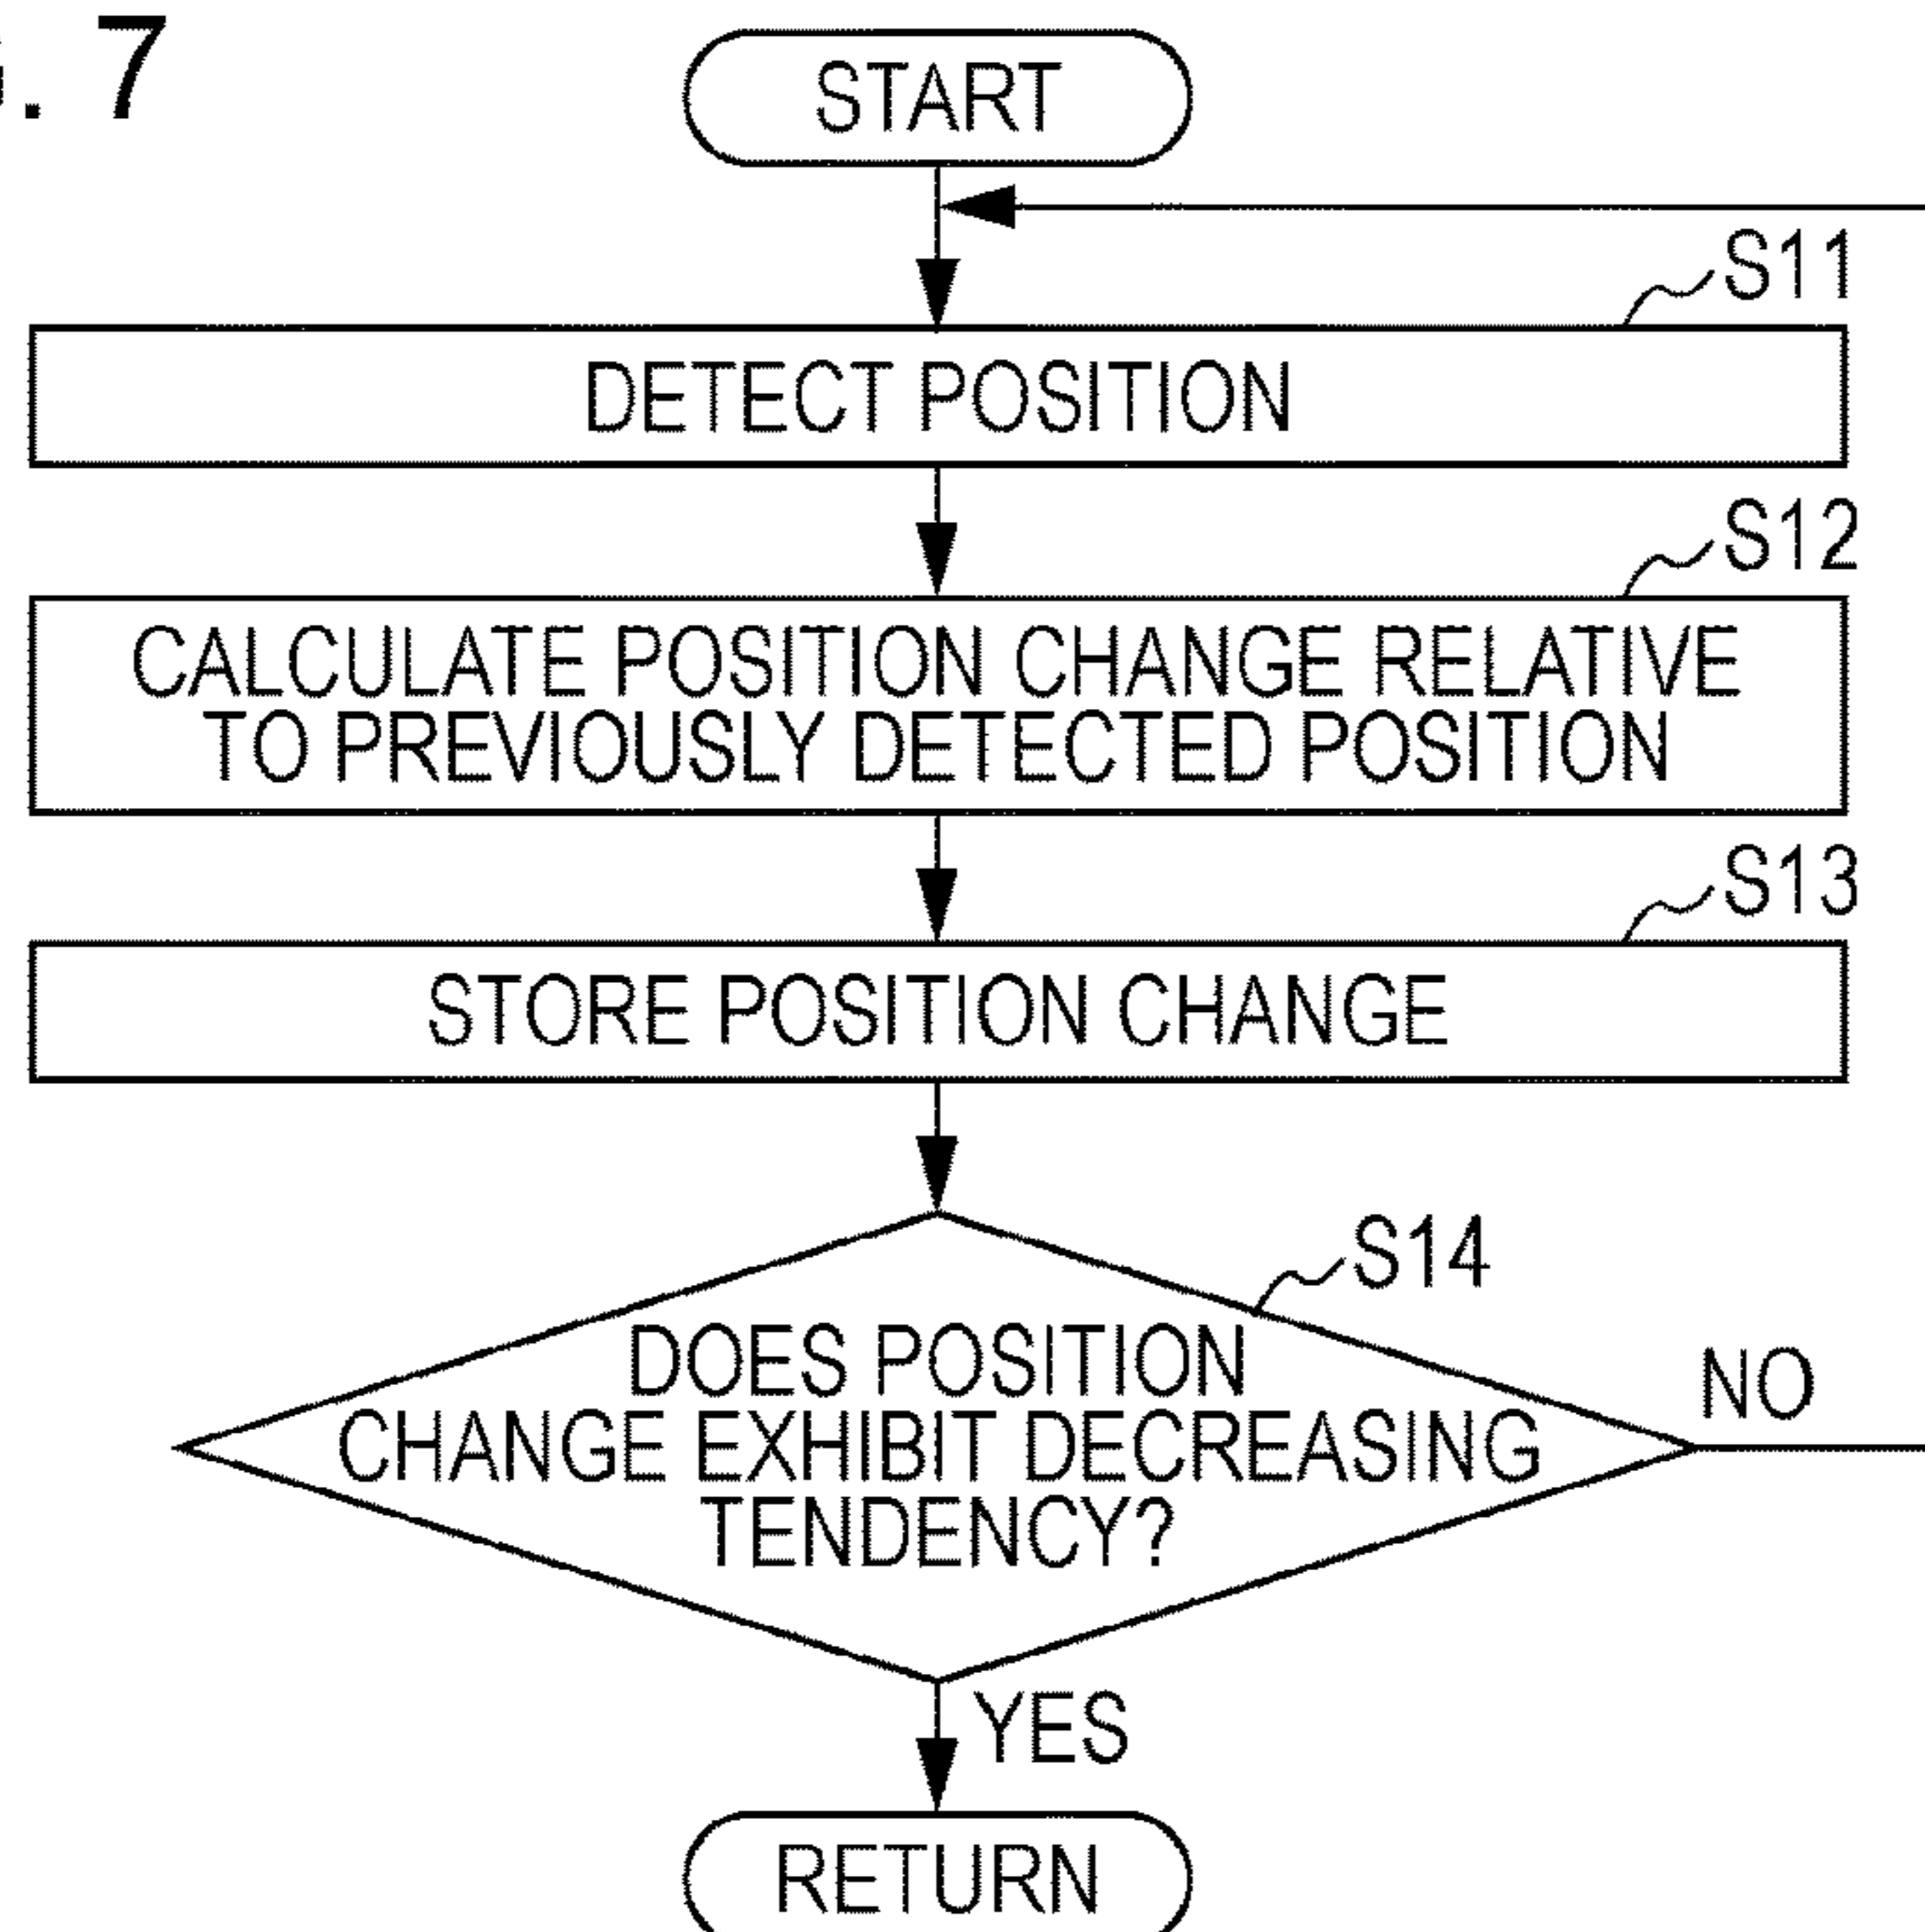 . 7
START
S11
DETECT POSITION
S12
CALCULATE POSITION CHANGE RELATIVE
TO PREVIOUSLY DETECTED POSITION
S13
STORE POSITION CHANGE
S14
DOES POSITION
CHANGE EXHIBIT DECREASING
TENDENCY?
NO
YES
RETURN